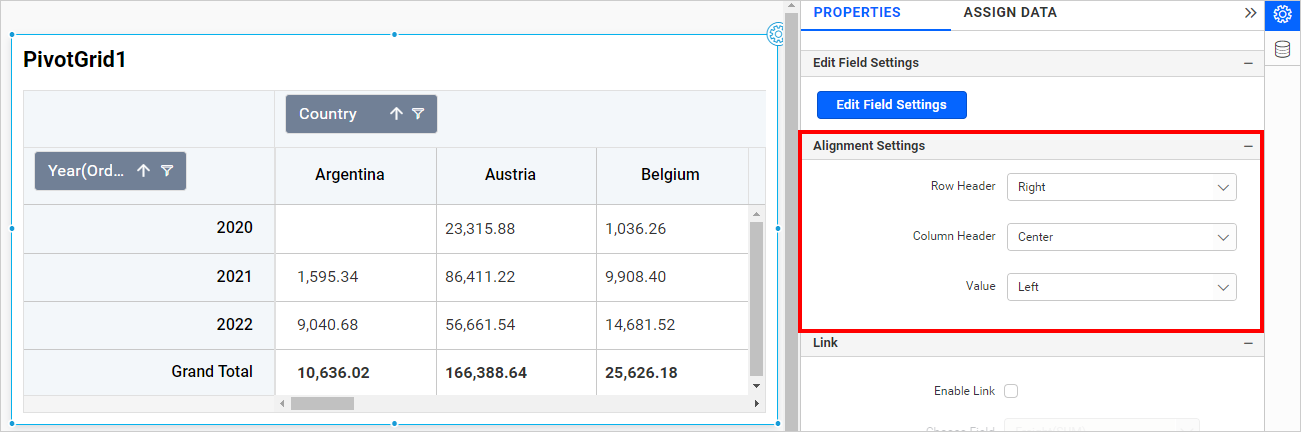 PROPERTIES ASSIGN DATA
PivotGrid1
Country
Year(Ord...
Argentina Austria Belgium
2020 23,315.88 1,036.26
2021 1,595.34 86,411.22 9,908.40
2022 9,040.68 56,661.54 14,681.52
Grand Total 10,636.02 166,388.64 25,626.18
Edit Field Settings
Edit Field Settings
Alignment Settings
Row Header Right
Column Header Center
Value Left
Link
Enable Link
Choose Field